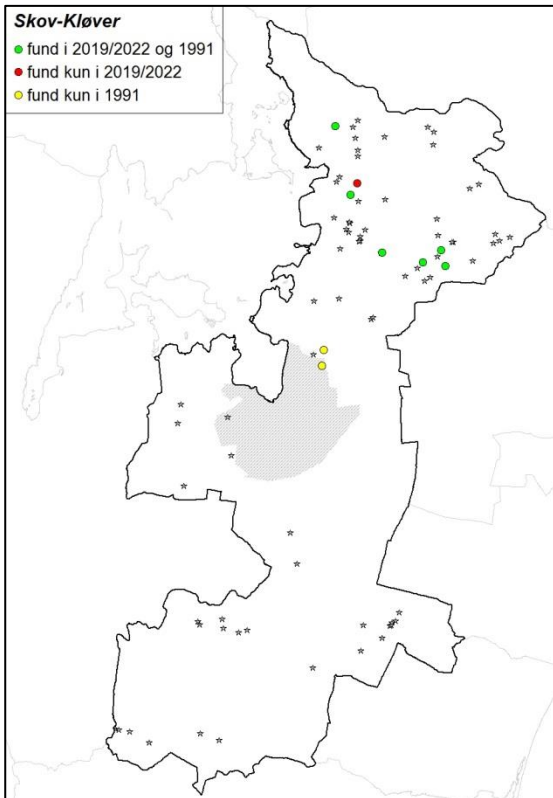 Skov-Kløver
fund i 2019/2022 og 1991
fund kun i 2019/2022
fund kun i 1991